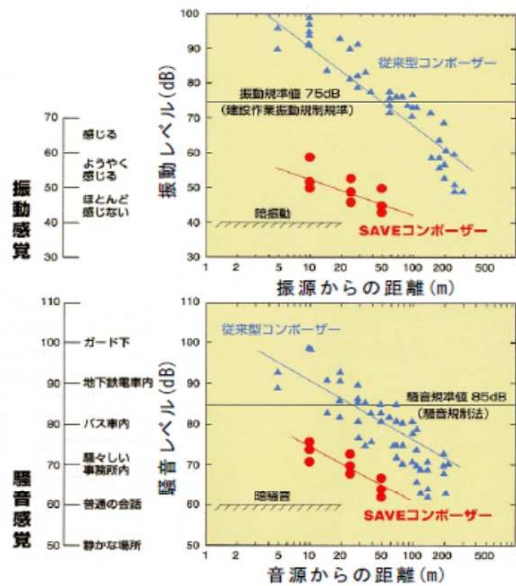 振動感覚
70
60
50
40
30
感じる
ようやく
感じる
ほとんど
感じない
振動レベル(dB)
100
90
80
70
60
50
40
30
従来型コンポーザー
振動規準値 75dB
(建設作業振動規制規準)
暗振動
SAVEコンポーザー
1 2 5 10 20 50 100 200 500
振源からの距離(m)
騒音感覚
110
100
90
80
70
60
50
ガード下
地下鉄電車内
バス車内
騒々しい
事務所内
普通の会話
静かな場所
騒音レベル(dB)
110
100
90
80
70
60
50
従来型コンポーザー
騒音規準値 85dB
(騒音規制法)
暗騒音
SAVEコンポーザー
1 2 5 10 20 50 100 200 500
音源からの距離(m)